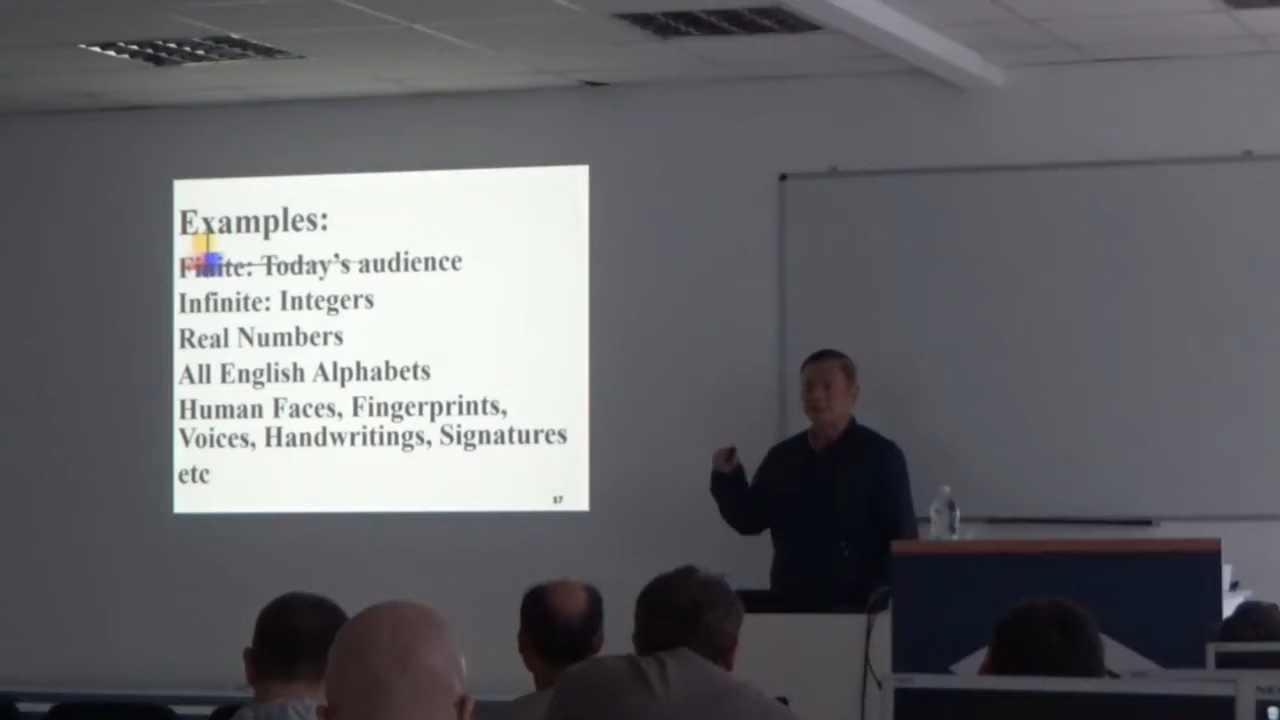 Examples:
Finite: Today's audience
Infinite: Integers
Real Numbers
All English Alphabets
Human Faces, Fingerprints,
Voices, Handwritings, Signatures
etc
17